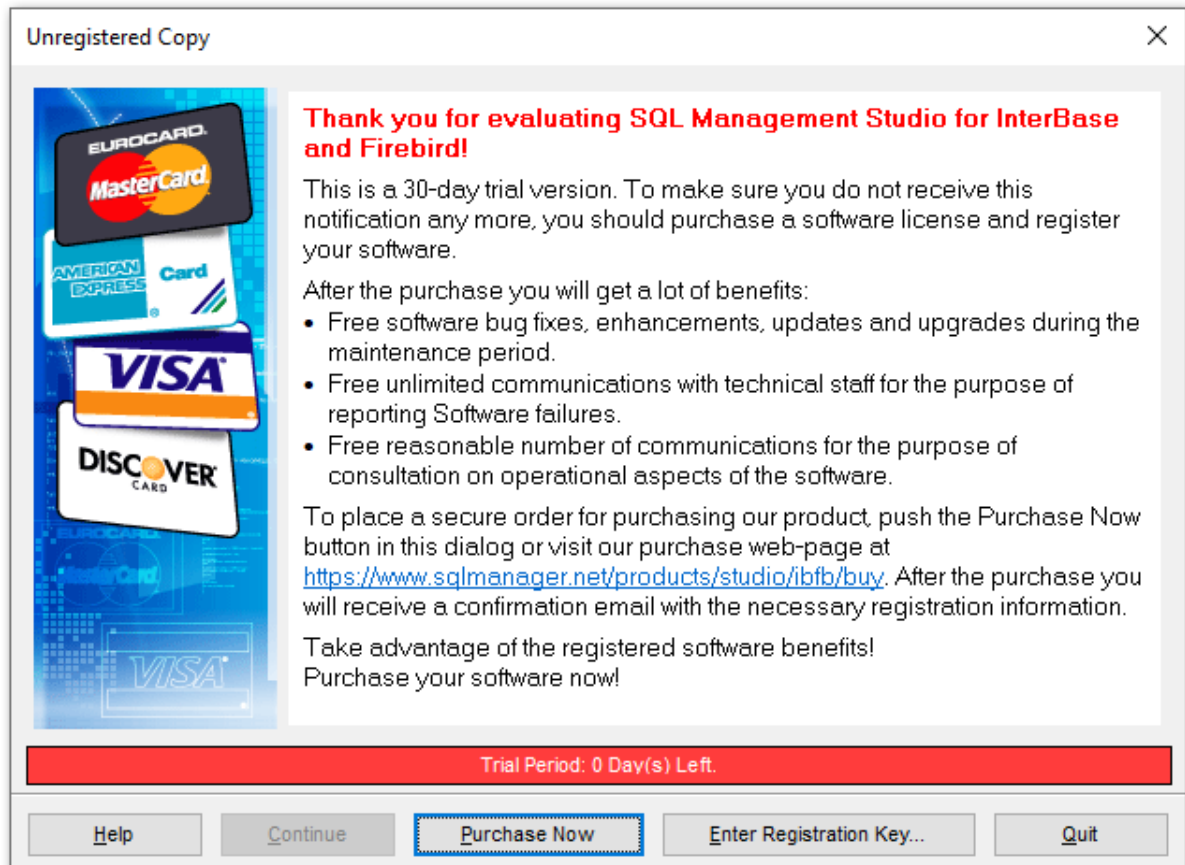 Unregistered Copy
EUROCARD.
MasterCard
AMERICAN
EXPRESS
Card
VISA
DISCOVER
CARD
EUROCARD.
MasterCard
VISA
Thank you for evaluating SQL Management Studio for InterBase
and Firebird!
This is a 30-day trial version. To make sure you do not receive this
notification any more, you should purchase a software license and register
your software.
After the purchase you will get a lot of benefits:
• Free software bug fixes, enhancements, updates and upgrades during the
maintenance period.
• Free unlimited communications with technical staff for the purpose of
reporting Software failures.
• Free reasonable number of communications for the purpose of
consultation on operational aspects of the software.
To place a secure order for purchasing our product, push the Purchase Now
button in this dialog or visit our purchase web-page at
https://www.sqlmanager.net/products/studio/ibfb/buy. After the purchase you
will receive a confirmation email with the necessary registration information.
Take advantage of the registered software benefits!
Purchase your software now!
Trial Period: 0 Day(s) Left.
Help
Continue
Purchase Now
Enter Registration Key...
Quit